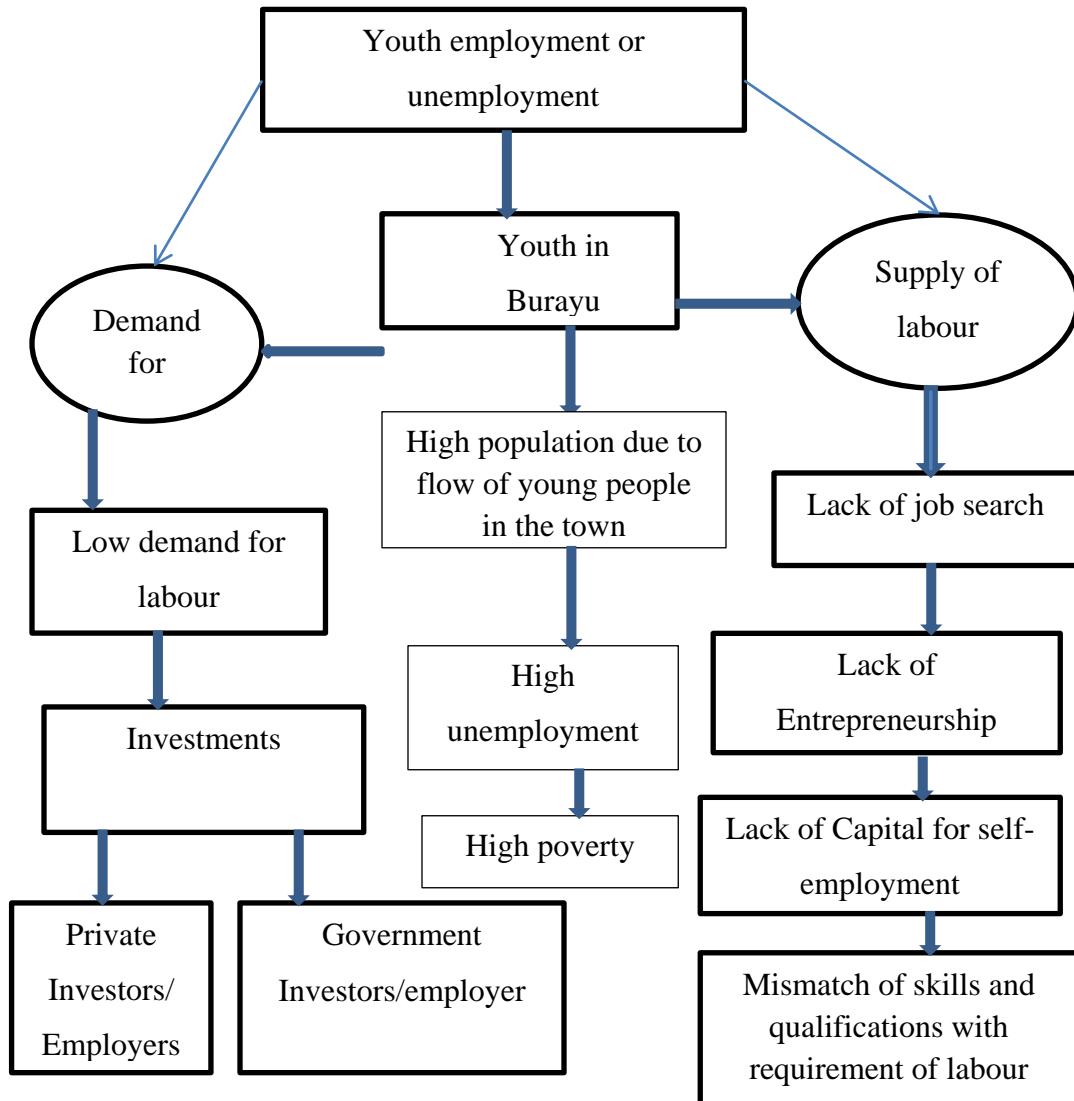 Youth employment or
unemployment
Youth in
Burayu
Supply of
labour
Demand
for
High population due to
flow of young people
in the town
Lack of job search
Low demand for
labour
High
unemployment
Lack of
Entrepreneurship
Investments
High poverty
Lack of Capital for self-
employment
Private
Investors/
Employers
Government
Investors/employer
Mismatch of skills and
qualifications with
requirement of labour